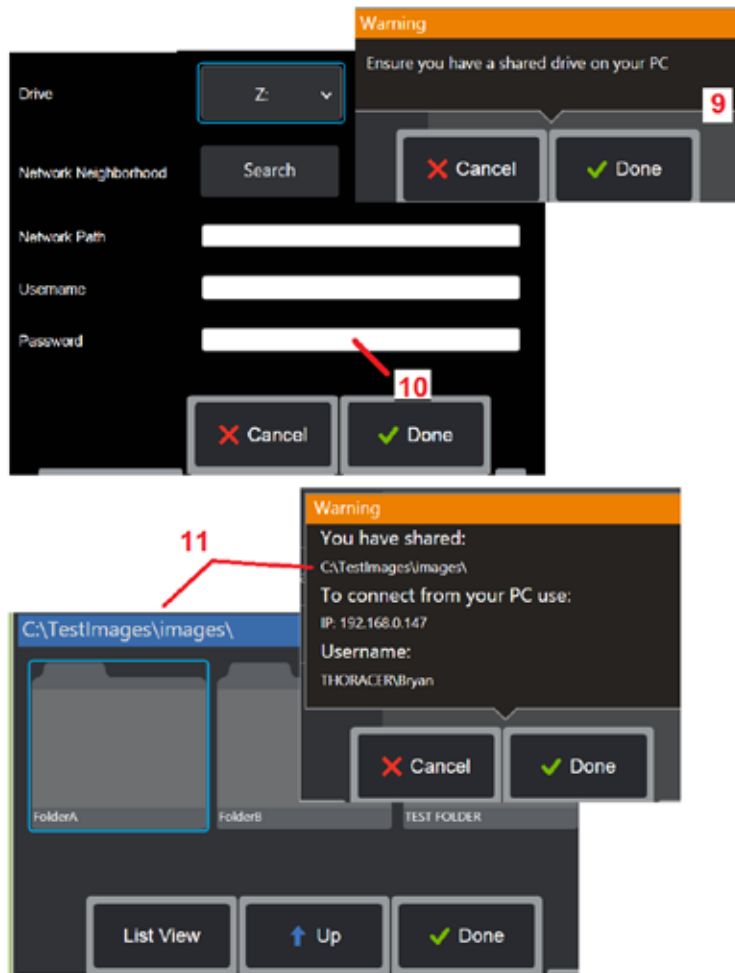 Warning
Ensure you have a shared drive on your PC
9
Cancel
Done
Drive
Z:
Network Neighborhood
Search
Network Path
Username
Password
10
Cancel
Done
11
Warning
You have shared:
C:\TestImages\images\
To connect from your PC use:
IP: 192.168.0.147
Username:
THORACER\Bryan
Cancel
Done
C:\TestImages\images\
FolderA
FolderB
TEST FOLDER
List View
Up
Done